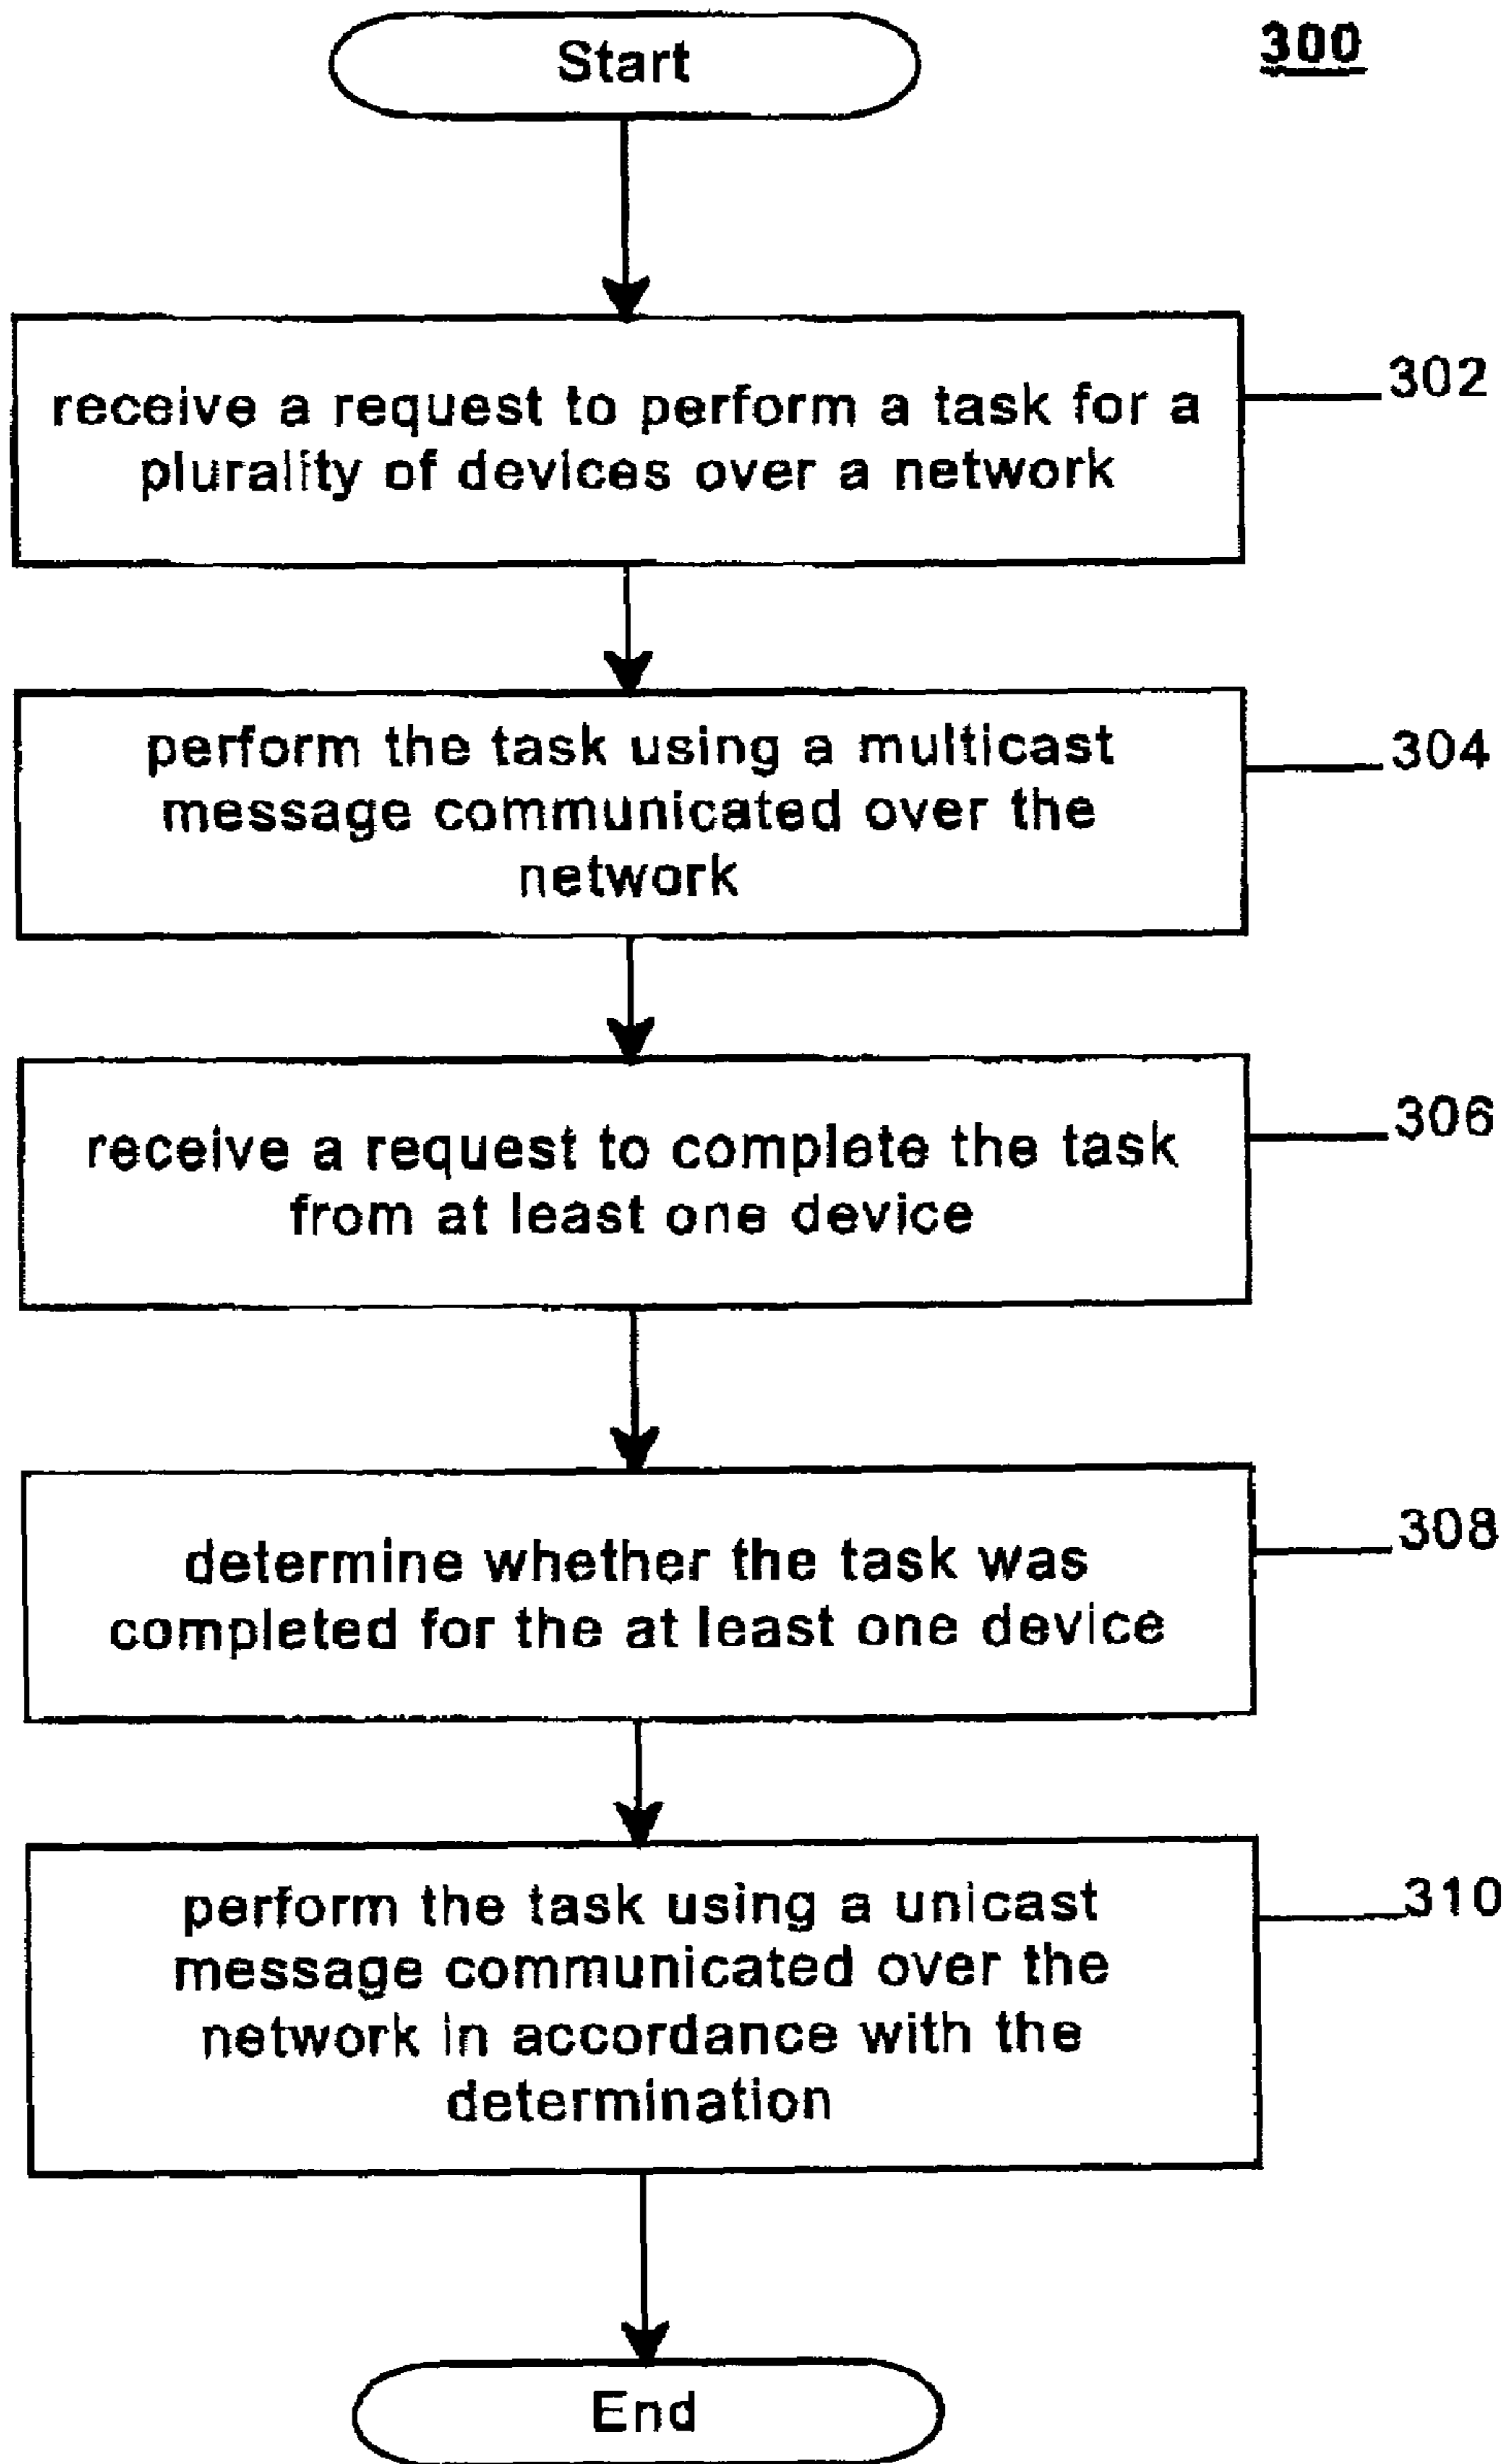 Start
300
receive a request to perform a task for a
plurality of devices over a network
302
perform the task using a multicast
message communicated over the
network
304
receive a request to complete the task
from at least one device
306
determine whether the task was
completed for the at least one device
308
perform the task using a unicast
message communicated over the
network in accordance with the
determination
310
End